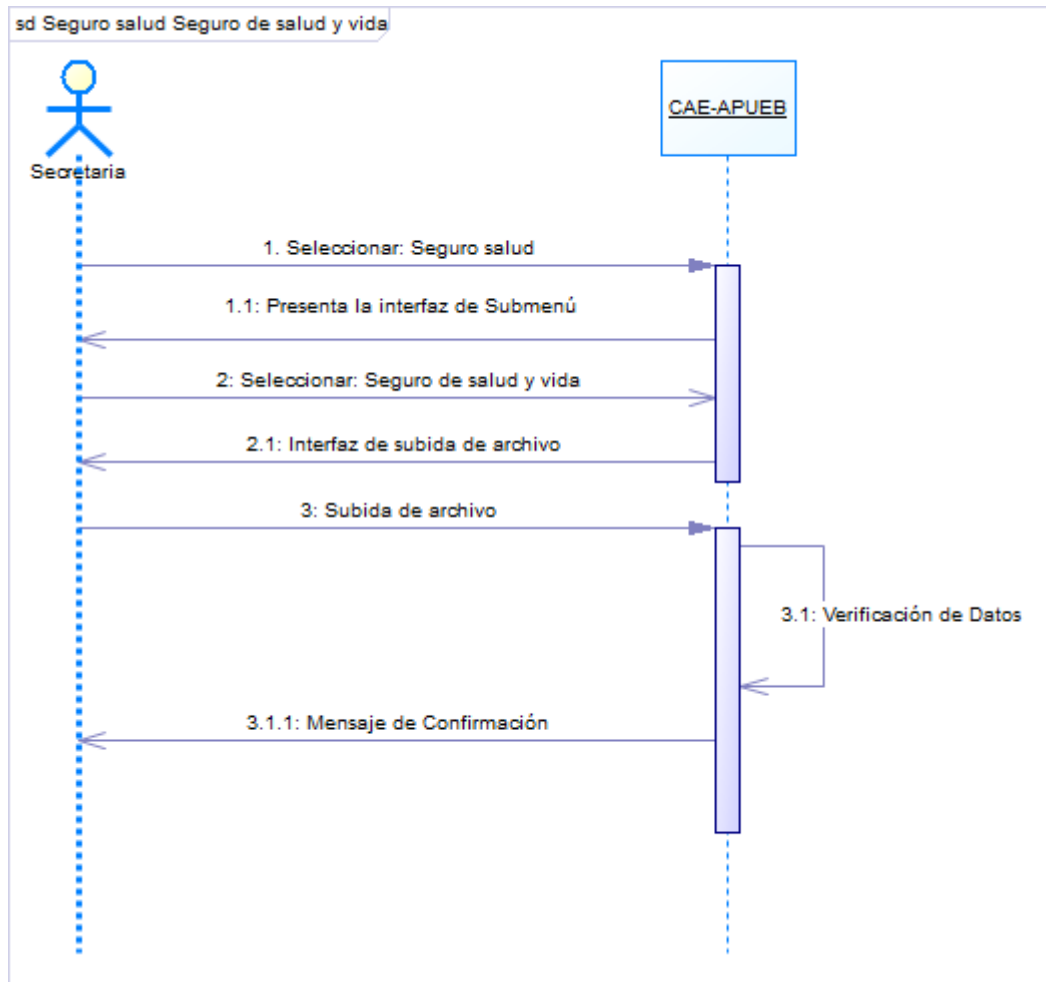 sd Seguro salud Seguro de salud y vida
CAE-APUEB
Secretaria
1. Seleccionar: Seguro salud
1.1: Presenta la interfaz de Submenú
2: Seleccionar: Seguro de salud y vida
2.1: Interfaz de subida de archivo
3: Subida de archivo
3.1: Verificación de Datos
3.1.1: Mensaje de Confirmación